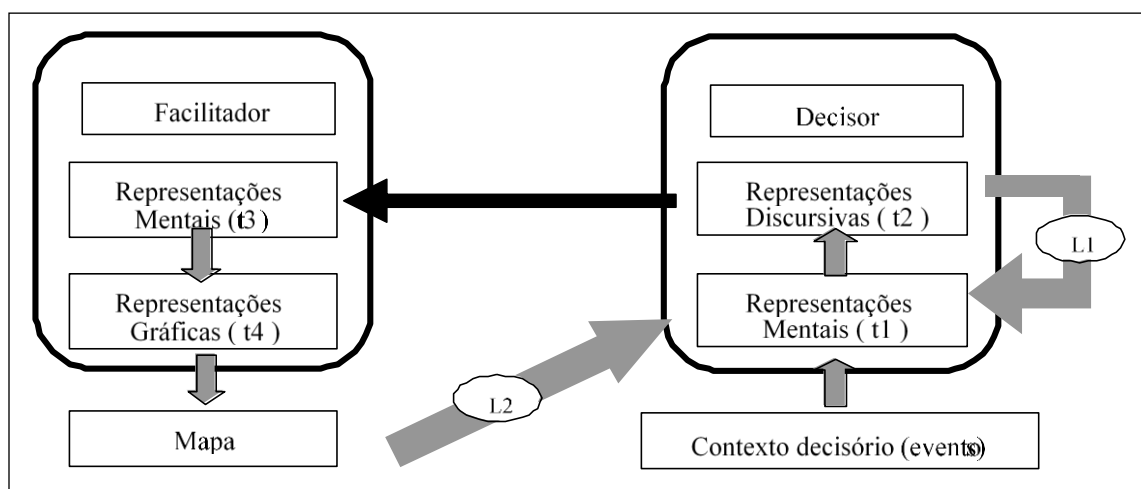 Facilitador
Representações
Mentais (t3)
Representações
Gráficas ( t4 )
Mapa
Decisor
Representações
Discursivas ( t2 )
Representações
Mentais ( t1 )
Contexto decisório (eventos)
L1
L2